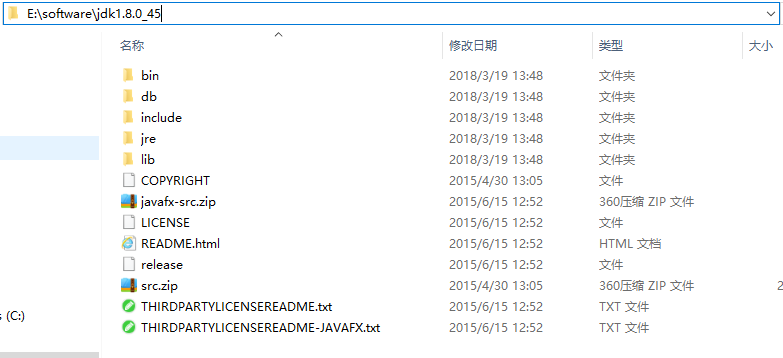 E:\software\jdk1.8.0_45
名称 修改日期 类型 大小
bin 2018/3/19 13:48 文件夹
db 2018/3/19 13:48 文件夹
include 2018/3/19 13:48 文件夹
jre 2018/3/19 13:48 文件夹
lib 2018/3/19 13:48 文件夹
COPYRIGHT 2015/4/30 13:05 文件
javafx-src.zip 2015/6/15 12:52 360压缩 ZIP 文件
LICENSE 2015/6/15 12:52 文件
README.html 2015/6/15 12:52 HTML 文档
release 2015/6/15 12:52 文件
src.zip 2015/4/30 13:05 360压缩 ZIP 文件 2
THIRDPARTYLICENSEREADME.txt 2015/6/15 12:52 TXT 文件
s (C:)
THIRDPARTYLICENSEREADME-JAVAFX.txt 2015/6/15 12:52 TXT 文件